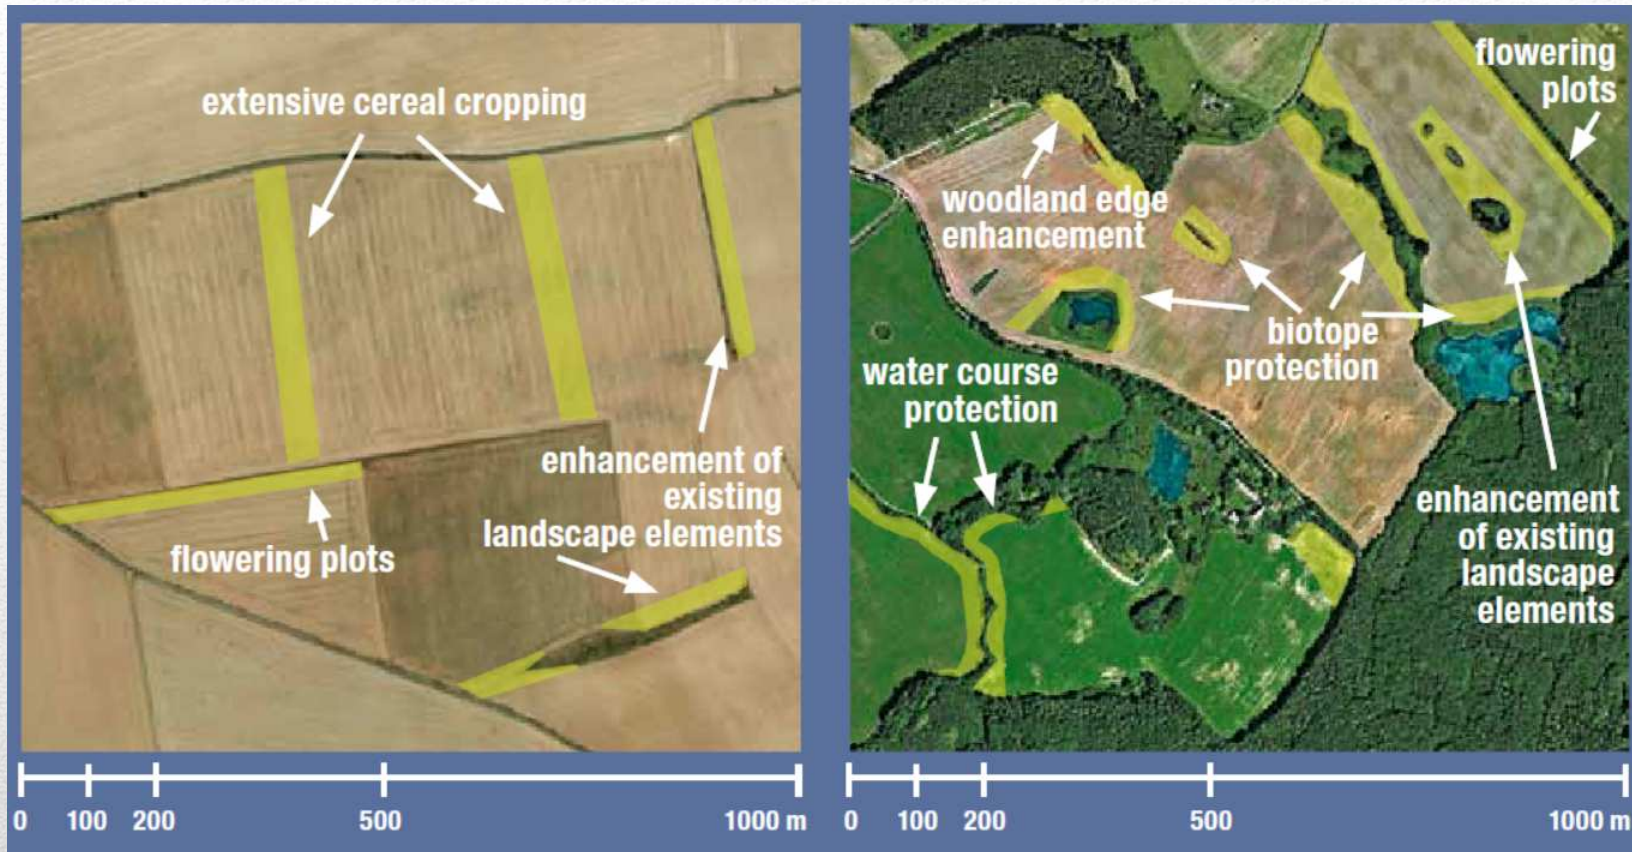 extensive cereal cropping
enhancement of
existing
landscape elements
flowering plots
0 100 200 500 1000 m
flowering
plots
woodland edge
enhancement
biotope
protection
water course
protection
enhancement
of existing
landscape
elements
0 100 200 500 1000 m